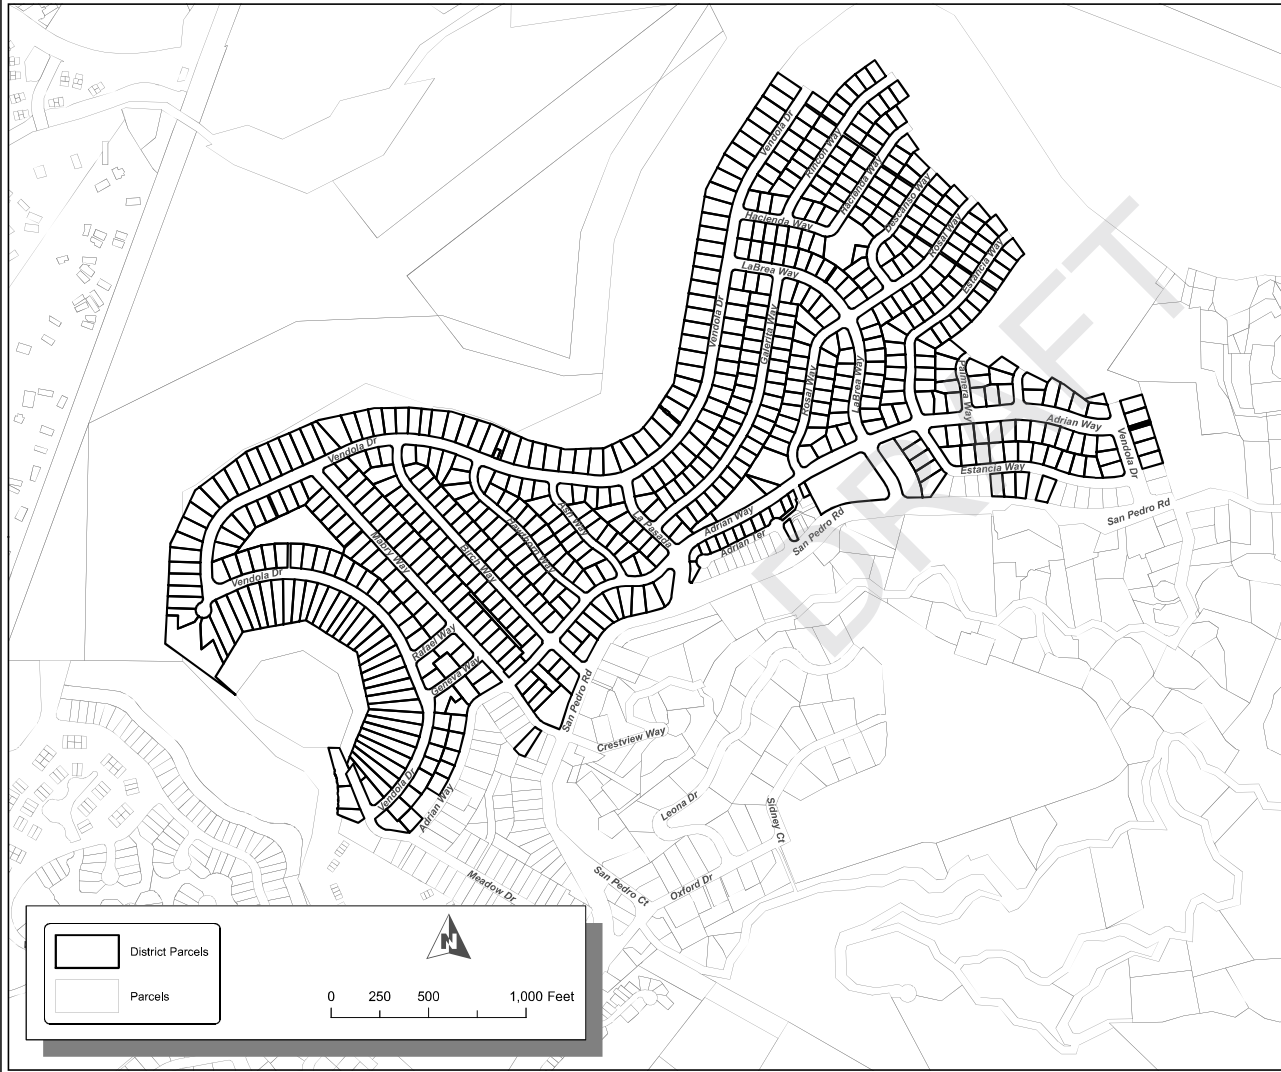 Vendola Dr
Rincon Way
Hacienda Way
Descanso Way
Hacienda Way
Rosal Way
Estancia Way
LaBrea Way
Vendola Dr
Galerita Way
Rosal Way
LaBrea Way
Palmera Way
Adrian Way
Vendola Dr
Estancia Way
San Pedro Rd
Vendola Dr
Mabry Way
Birch Way
Hawthorn Way
Ash Way
La Pasada
Adrian Way
Adrian Ter
San Pedro Rd
Vendola Dr
Rafael Way
Geneva Way
San Pedro Rd
Crestview Way
Vendola Dr
Adrian Way
Leona Dr
Sidney Ct
Meadow Dr
San Pedro Ct
Oxford Dr
DRAFT
District Parcels
Parcels
N
0 250 500 1,000 Feet